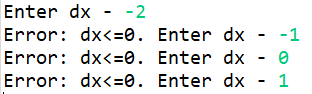 Enter dx - -2
Error: dx<=0. Enter dx - -1
Error: dx<=0. Enter dx - 0
Error: dx<=0. Enter dx - 1